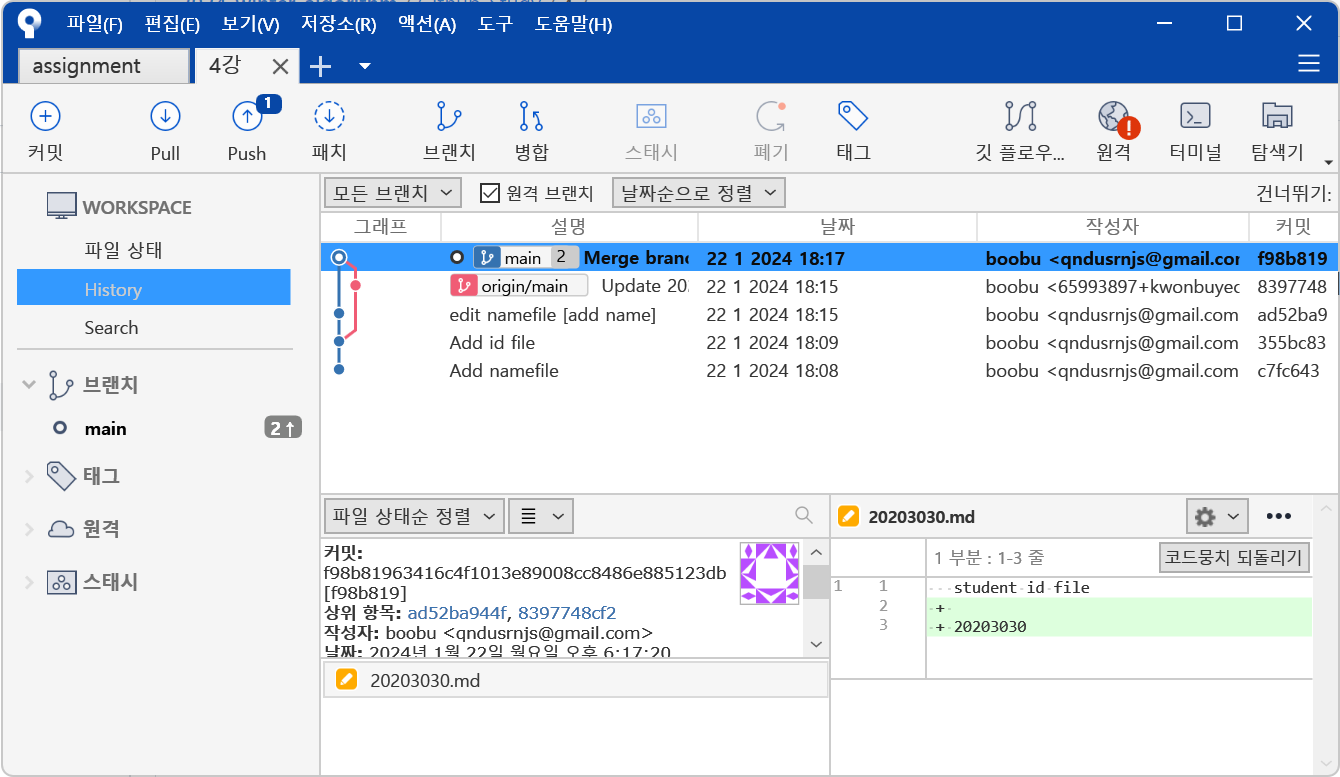 파일(F) 편집(E) 보기(V) 저장소(R) 액션(A) 도구 도움말(H)
assignment 4강
1
커밋 Pull Push 패치 브랜치 병합 스태시 폐기 태그 깃 플로우... 원격 터미널 탐색기
WORKSPACE
파일 상태
History
Search
브랜치
main 2↑
태그
원격
스태시
모든 브랜치 원격 브랜치 날짜순으로 정렬 건너뛰기:
그래프 설명 날짜 작성자 커밋
main 2 Merge branc 22 1 2024 18:17 boobu <qndusrnjs@gmail.cor f98b819
origin/main Update 202 22 1 2024 18:15 boobu <65993897+kwonbuyec 8397748
edit namefile [add name] 22 1 2024 18:15 boobu <qndusrnjs@gmail.com ad52ba9
Add id file 22 1 2024 18:09 boobu <qndusrnjs@gmail.com 355bc83
Add namefile 22 1 2024 18:08 boobu <qndusrnjs@gmail.com c7fc643
파일 상태순 정렬
커밋:
f98b81963416c4f1013e89008cc8486e885123db
[f98b819]
상위 항목: ad52ba944f, 8397748cf2
작성자: boobu <qndusrnjs@gmail.com>
날짜: 2024년 1월 22일 월요일 오후 6:17:20
20203030.md
20203030.md
1 부분 : 1-3 줄 코드뭉치 되돌리기
1 1 student id file
2 +
3 + 20203030